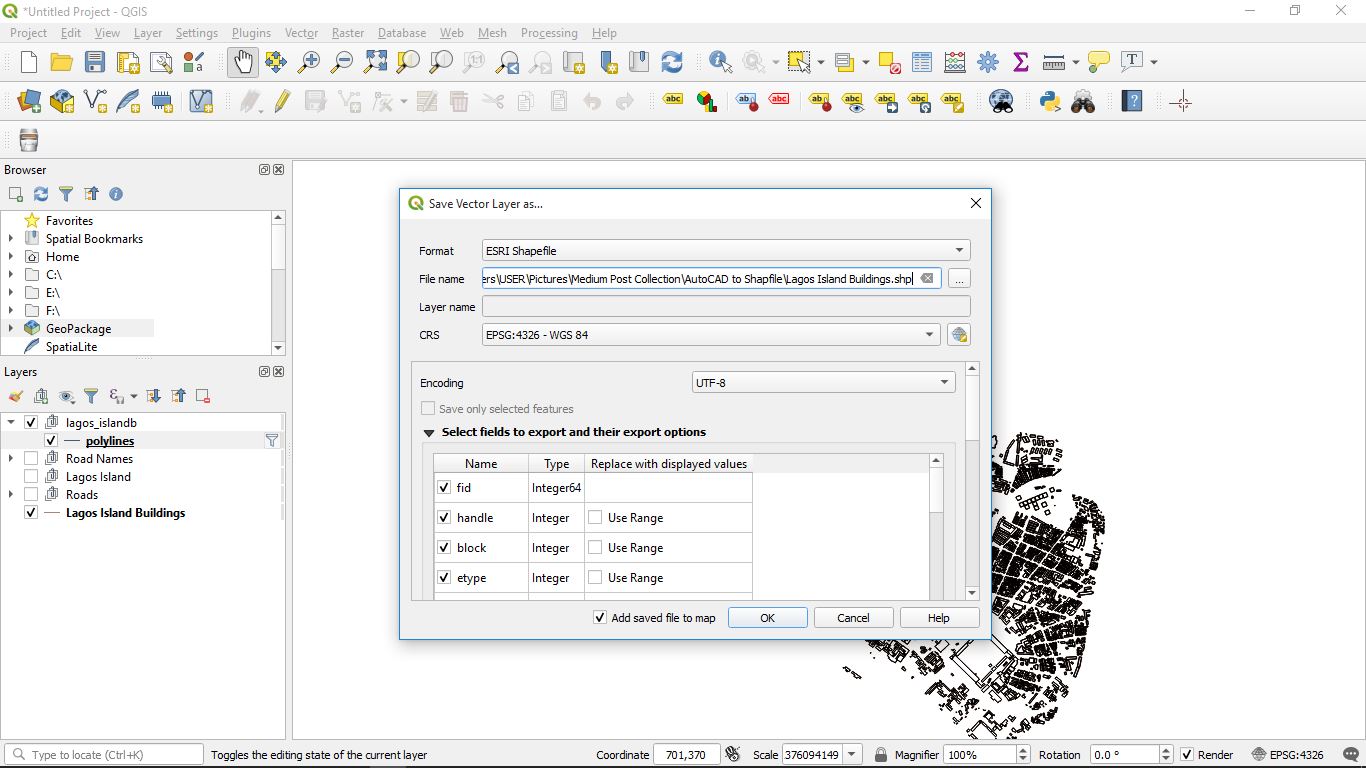 *Untitled Project - QGIS
Project Edit View Layer Settings Plugins Vector Raster Database Web Mesh Processing Help
Browser
Favorites
Spatial Bookmarks
Home
C:\
E:\
F:\
GeoPackage
SpatiaLite
Layers
lagos_islandb
polylines
Road Names
Lagos Island
Roads
Lagos Island Buildings
Save Vector Layer as...
Format ESRI Shapefile
File name ers\USER\Pictures\Medium Post Collection\AutoCAD to Shapfile\Lagos Island Buildings.shp ...
Layer name
CRS EPSG:4326 - WGS 84
Encoding UTF-8
Save only selected features
Select fields to export and their export options
Name Type Replace with displayed values
fid Integer64
handle Integer Use Range
block Integer Use Range
etype Integer Use Range
Add saved file to map OK Cancel Help
Type to locate (Ctrl+K) Toggles the editing state of the current layer Coordinate 701,370 Scale 376094149 Magnifier 100% Rotation 0.0 ° Render EPSG:4326